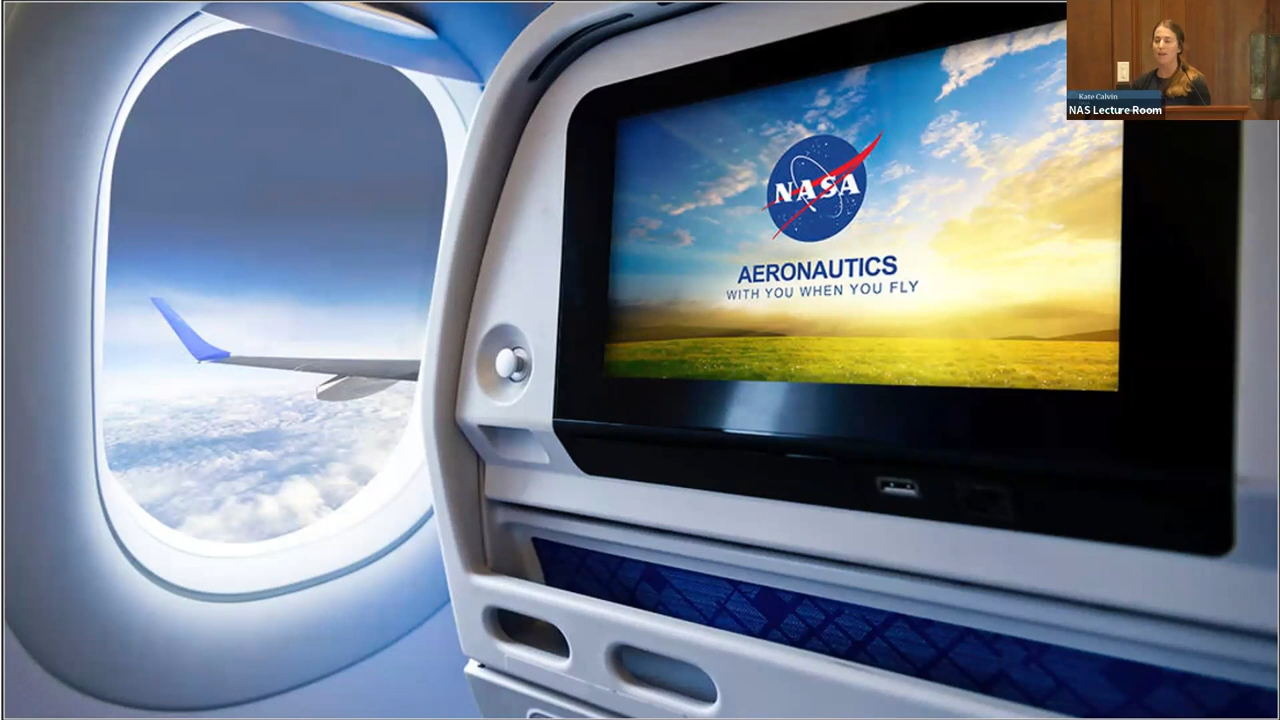 NASA
AERONAUTICS
WITH YOU WHEN YOU FLY
Kate Calvin
NAS Lecture Room